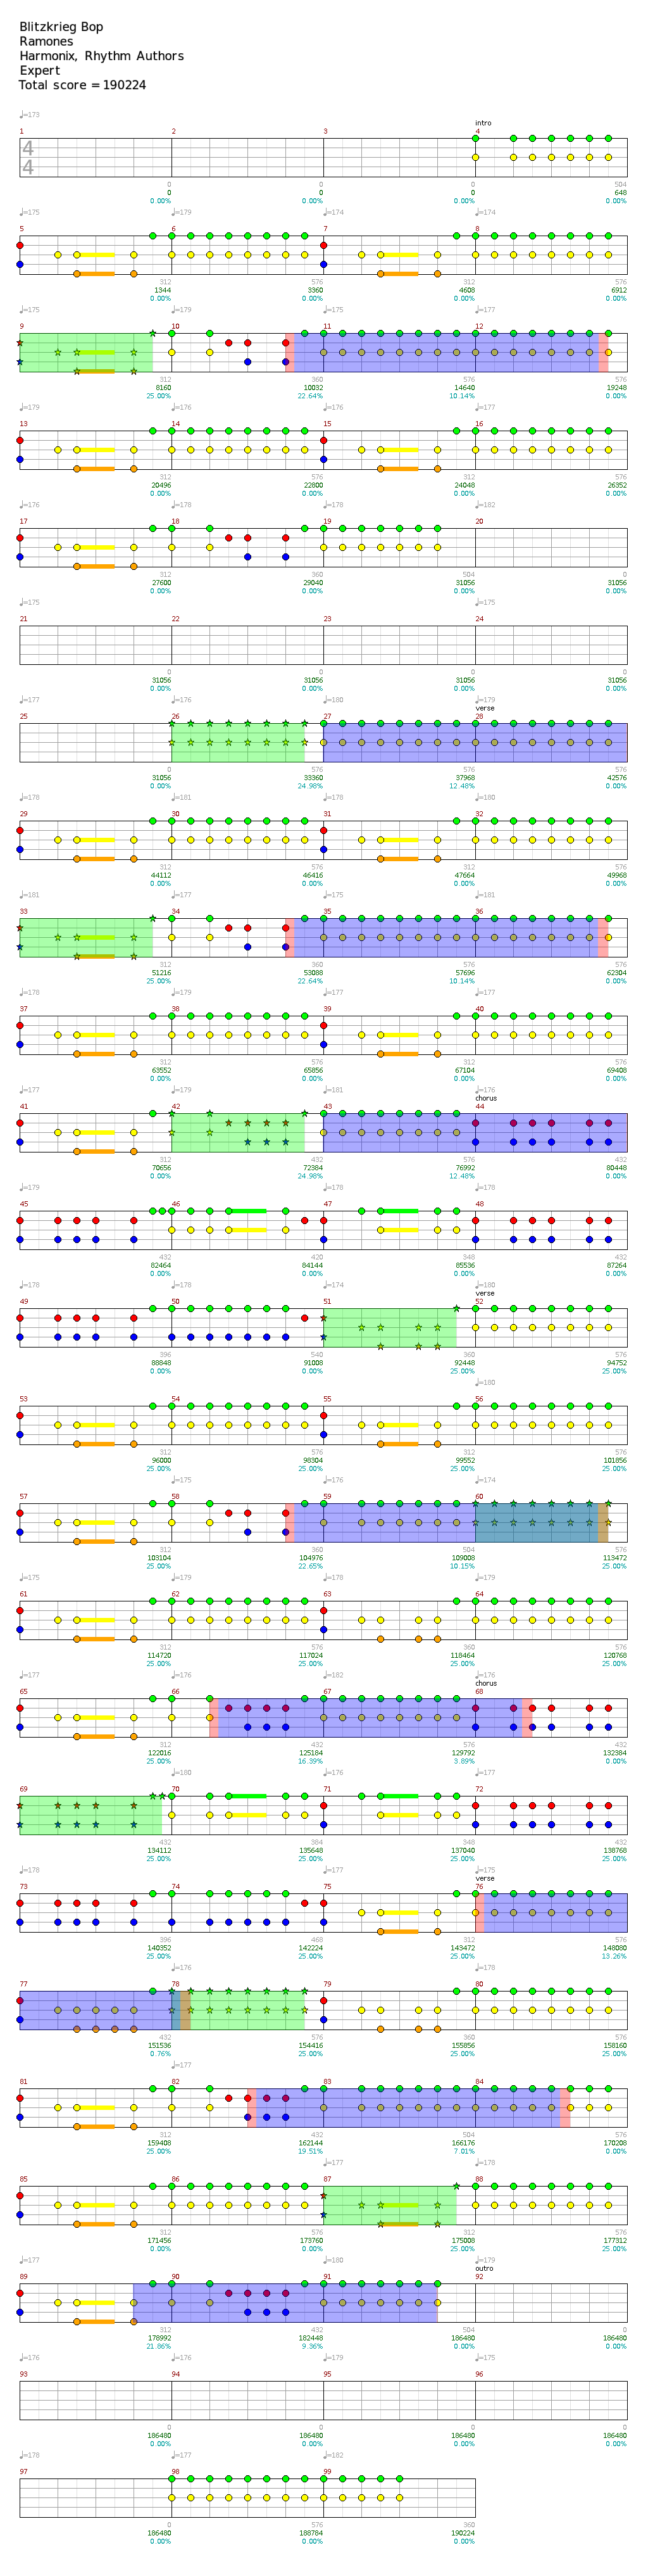 Blitzkrieg Bop
Ramones
Harmonix, Rhythm Authors
Expert
Total score = 190224
♩=173
intro
1 2 3 4
4
4
0 0 0 504
0 0 0 648
0.00% 0.00% 0.00% 0.00%
♩=175 ♩=179 ♩=174 ♩=174
5 6 7 8
312 576 312 576
1344 3360 4608 6912
0.00% 0.00% 0.00% 0.00%
♩=175 ♩=179 ♩=175 ♩=177
9 10 11 12
312 360 576 576
8160 10032 14640 19248
25.00% 22.64% 10.14% 0.00%
♩=179 ♩=176 ♩=176 ♩=177
13 14 15 16
312 576 312 576
20496 22800 24048 26352
0.00% 0.00% 0.00% 0.00%
♩=176 ♩=178 ♩=178 ♩=182
17 18 19 20
312 360 504 0
27600 29040 31056 31056
0.00% 0.00% 0.00% 0.00%
♩=175 ♩=175
21 22 23 24
0 0 0 0
31056 31056 31056 31056
0.00% 0.00% 0.00% 0.00%
♩=177 ♩=176 ♩=180 ♩=179
verse
25 26 27 28
0 576 576 576
31056 33360 37968 42576
0.00% 24.98% 12.48% 0.00%
♩=178 ♩=181 ♩=178 ♩=180
29 30 31 32
312 576 312 576
44112 46416 47664 49968
0.00% 0.00% 0.00% 0.00%
♩=181 ♩=177 ♩=175 ♩=181
33 34 35 36
312 360 576 576
51216 53088 57696 62304
25.00% 22.64% 10.14% 0.00%
♩=178 ♩=179 ♩=177 ♩=177
37 38 39 40
312 576 312 576
63552 65856 67104 69408
0.00% 0.00% 0.00% 0.00%
♩=177 ♩=179 ♩=181 ♩=176
chorus
41 42 43 44
312 432 576 432
70656 72384 76992 80448
0.00% 24.98% 12.48% 0.00%
♩=179 ♩=178 ♩=178 ♩=178
45 46 47 48
432 420 348 432
82464 84144 85536 87264
0.00% 0.00% 0.00% 0.00%
♩=178 ♩=178 ♩=174 ♩=180
verse
49 50 51 52
396 540 360 576
88848 91008 92448 94752
0.00% 0.00% 25.00% 25.00%
♩=180
53 54 55 56
312 576 312 576
96000 98304 99552 101856
25.00% 25.00% 25.00% 25.00%
♩=175 ♩=176 ♩=174
57 58 59 60
312 360 504 576
103104 104976 109008 113472
25.00% 22.65% 10.15% 25.00%
♩=175 ♩=176 ♩=178 ♩=179
61 62 63 64
312 576 360 576
114720 117024 118464 120768
25.00% 25.00% 25.00% 25.00%
♩=177 ♩=176 ♩=182 ♩=176
chorus
65 66 67 68
312 432 576 432
122016 125184 129792 132384
25.00% 16.39% 3.89% 0.00%
♩=180 ♩=176 ♩=177
69 70 71 72
432 384 348 432
134112 135648 137040 138768
25.00% 25.00% 25.00% 25.00%
♩=178 ♩=177 ♩=175
verse
73 74 75 76
396 468 312 576
140352 142224 143472 148080
25.00% 25.00% 25.00% 13.26%
♩=176
77 78 79 80
432 576 360 576
151536 154416 155856 158160
0.76% 25.00% 25.00% 25.00%
♩=177
81 82 83 84
312 432 576 576
159408 162144 166176 170208
25.00% 19.51% 7.01% 0.00%
♩=177 ♩=178
85 86 87 88
312 576 312 576
171456 173760 175008 177312
0.00% 0.00% 25.00% 25.00%
♩=177 ♩=176 ♩=180 ♩=179
outro
89 90 91 92
312 432 504 0
178992 182448 186480 186480
21.86% 9.36% 0.00% 0.00%
♩=176 ♩=176 ♩=179 ♩=175
93 94 95 96
0 0 0 0
186480 186480 186480 186480
0.00% 0.00% 0.00% 0.00%
♩=178 ♩=177 ♩=182
97 98 99
0 576 360
186480 188784 190224
0.00% 0.00% 0.00%